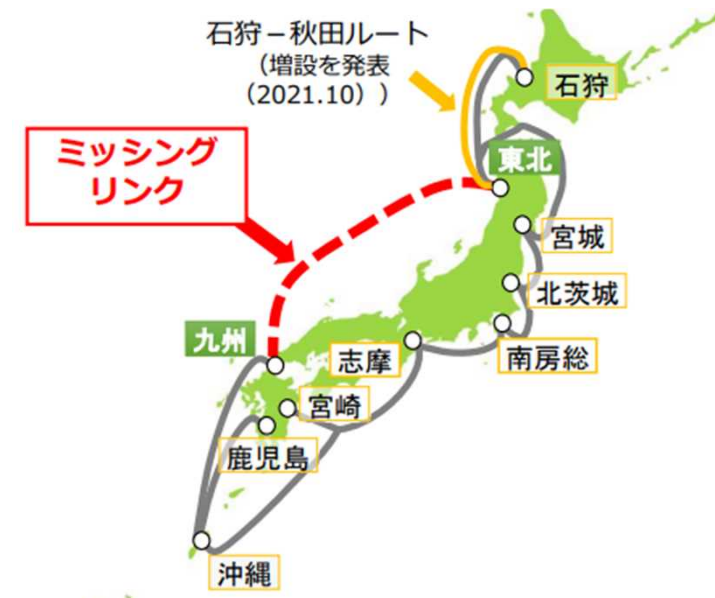 石狩－秋田ルート
（増設を発表
（2021.10））
石狩
ミッシング
リンク
東北
宮城
北茨城
九州
志摩
南房総
宮崎
鹿児島
沖縄